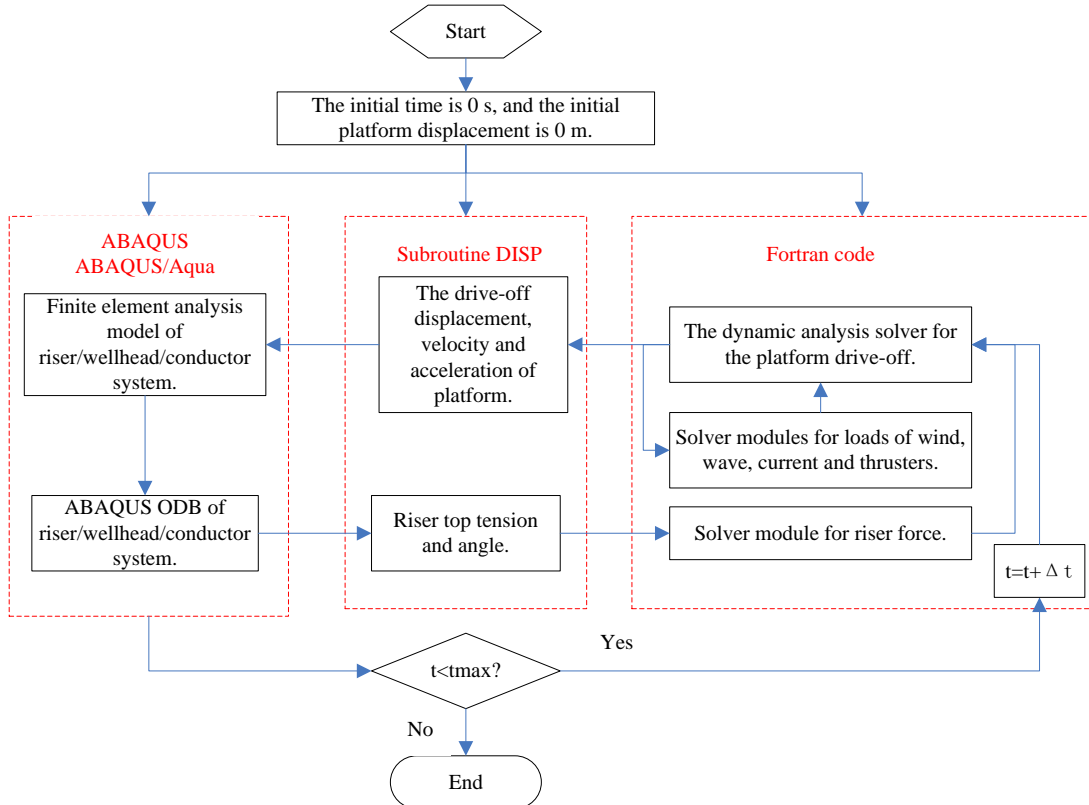 Start
The initial time is 0 s, and the initial
platform displacement is 0 m.
ABAQUS
ABAQUS/Aqua
Finite element analysis
model of
riser/wellhead/conductor
system.
ABAQUS ODB of
riser/wellhead/conductor
system.
Subroutine DISP
The drive-off
displacement,
velocity and
acceleration of
platform.
Riser top tension
and angle.
Fortran code
The dynamic analysis solver for
the platform drive-off.
Solver modules for loads of wind,
wave, current and thrusters.
Solver module for riser force.
t=t+Δt
Yes
t<tmax?
No
End